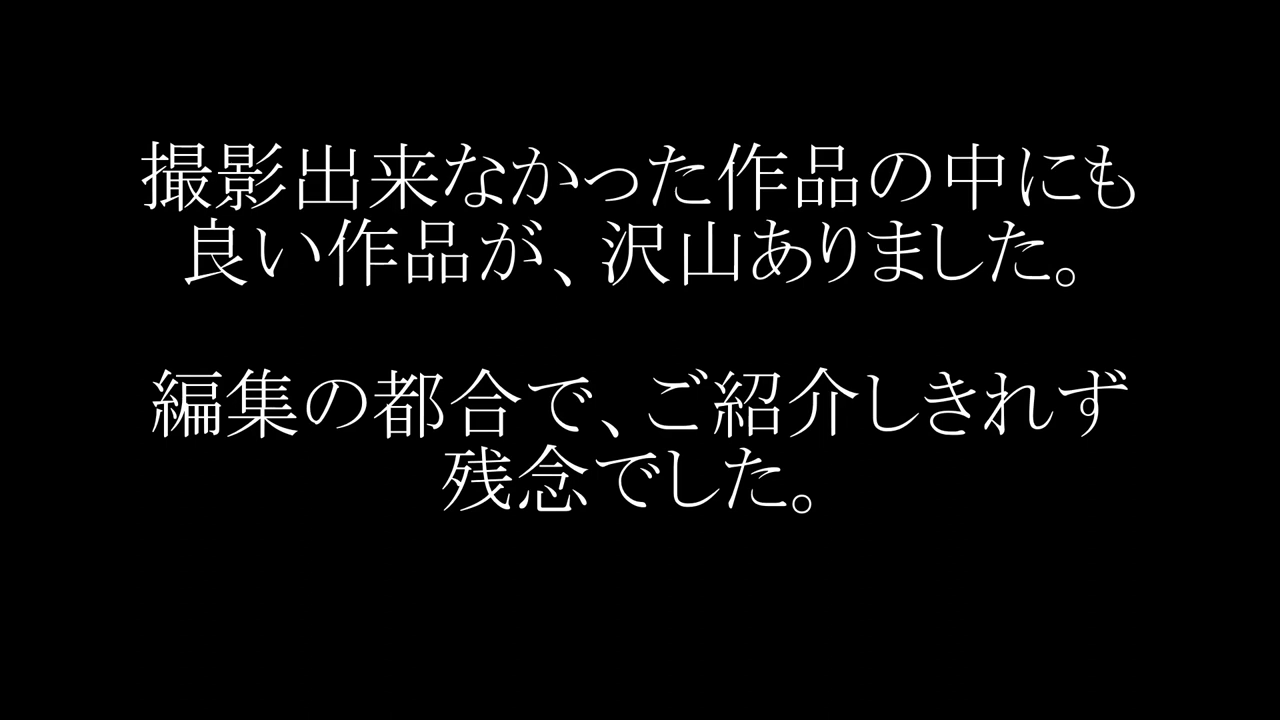 撮影出来なかった作品の中にも
良い作品が、沢山ありました。
編集の都合で、ご紹介しきれず
残念でした。